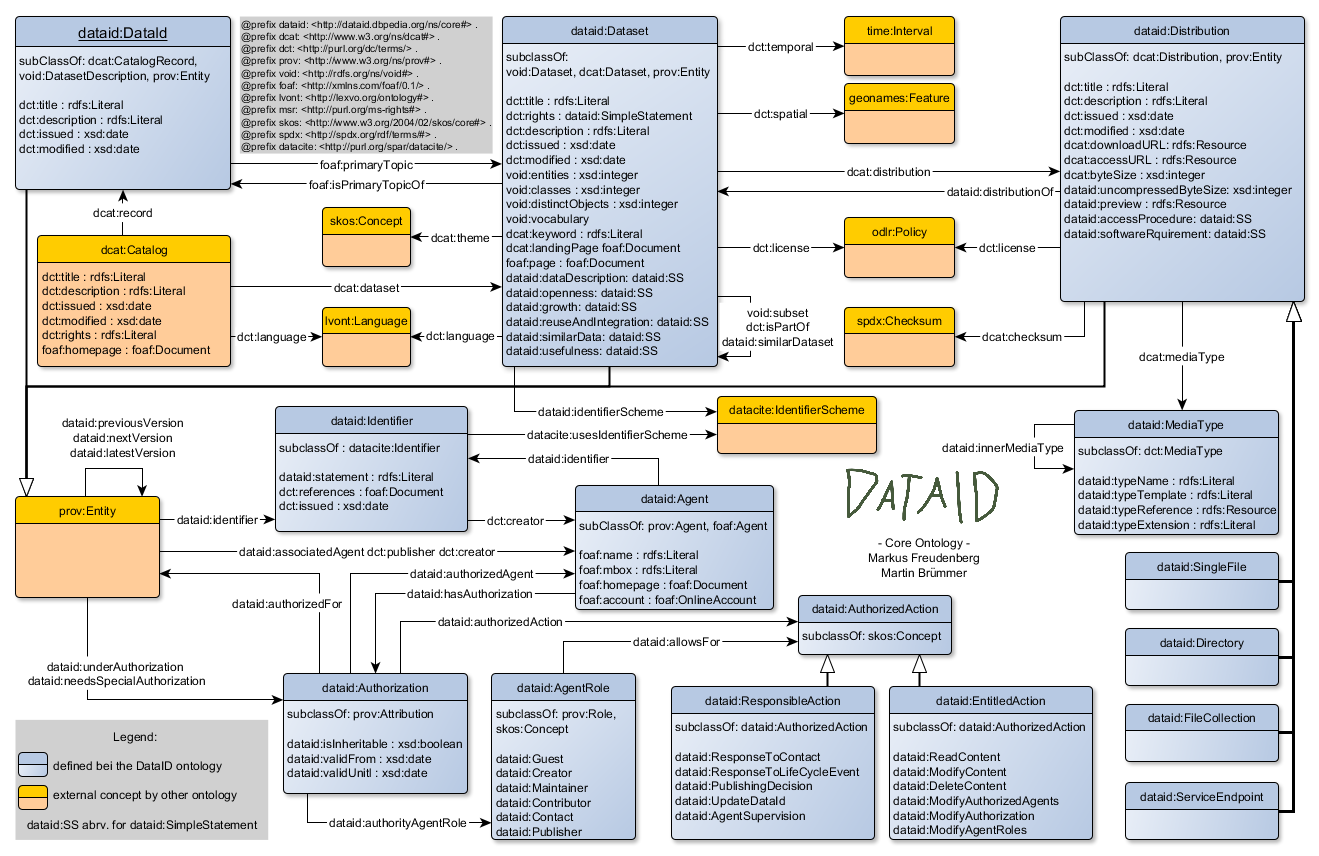 dataid:DataId
subClassOf: dcat:CatalogRecord,
void:DatasetDescription, prov:Entity
dct:title : rdfs:Literal
dct:description : rdfs:Literal
dct:issued : xsd:date
dct:modified : xsd:date
@prefix dataid: <http://dataid.dbpedia.org/ns/core#> .
@prefix dcat: <http://www.w3.org/ns/dcat#> .
@prefix dct: <http://purl.org/dc/terms/> .
@prefix prov: <http://www.w3.org/ns/prov#> .
@prefix void: <http://rdfs.org/ns/void#> .
@prefix foaf: <http://xmlns.com/foaf/0.1/> .
@prefix lvont: <http://lexvo.org/ontology#> .
@prefix msr: <http://purl.org/ms-rights#> .
@prefix skos: <http://www.w3.org/2004/02/skos/core#> .
@prefix spdx: <http://spdx.org/rdf/terms#> .
@prefix datacite: <http://purl.org/spar/datacite/> .
foaf:primaryTopic
foaf:isPrimaryTopicOf
dcat:record
dcat:Catalog
dct:title : rdfs:Literal
dct:description : rdfs:Literal
dct:issued : xsd:date
dct:modified : xsd:date
dct:rights : rdfs:Literal
foaf:homepage : foaf:Document
skos:Concept
dcat:theme
dcat:dataset
lvont:Language
dct:language
dct:language
dataid:Dataset
subclassOf:
void:Dataset, dcat:Dataset, prov:Entity
dct:title : rdfs:Literal
dct:rights : dataid:SimpleStatement
dct:description : rdfs:Literal
dct:issued : xsd:date
dct:modified : xsd:date
void:entities : xsd:integer
void:classes : xsd:integer
void:distinctObjects : xsd:integer
void:vocabulary
dcat:keyword : rdfs:Literal
dcat:landingPage foaf:Document
foaf:page : foaf:Document
dataid:dataDescription: dataid:SS
dataid:openness: dataid:SS
dataid:growth: dataid:SS
dataid:reuseAndIntegration: dataid:SS
dataid:similarData: dataid:SS
dataid:usefulness: dataid:SS
dct:temporal
time:Interval
dct:spatial
geonames:Feature
dcat:distribution
dataid:distributionOf
dct:license
odlr:Policy
dct:license
void:subset
dct:isPartOf
dataid:similarDataset
spdx:Checksum
dcat:checksum
dataid:Distribution
subClassOf: dcat:Distribution, prov:Entity
dct:title : rdfs:Literal
dct:description : rdfs:Literal
dct:issued : xsd:date
dct:modified : xsd:date
dcat:downloadURL: rdfs:Resource
dcat:accessURL : rdfs:Resource
dcat:byteSize : xsd:integer
dataid:uncompressedByteSize: xsd:integer
dataid:preview : rdfs:Resource
dataid:accessProcedure: dataid:SS
dataid:softwareRquirement: dataid:SS
dcat:mediaType
dataid:identifierScheme
datacite:usesIdentifierScheme
datacite:IdentifierScheme
dataid:previousVersion
dataid:nextVersion
dataid:latestVersion
dataid:Identifier
subclassOf : datacite:Identifier
dataid:statement : rdfs:Literal
dct:references : foaf:Document
dct:issued : xsd:date
dataid:identifier
dataid:innerMediaType
dataid:MediaType
subClassOf: dct:MediaType
dataid:typeName : rdfs:Literal
dataid:typeTemplate : rdfs:Literal
dataid:typeReference : rdfs:Resource
dataid:typeExtension : rdfs:Literal
prov:Entity
dataid:identifier
dct:creator
dataid:Agent
subClassOf: prov:Agent, foaf:Agent
foaf:name : rdfs:Literal
foaf:mbox : rdfs:Literal
foaf:homepage : foaf:Document
foaf:account : foaf:OnlineAccount
DATAID
- Core Ontology -
Markus Freudenberg
Martin Brümmer
dataid:associatedAgent dct:publisher dct:creator
dataid:authorizedAgent
dataid:hasAuthorization
dataid:authorizedFor
dataid:authorizedAction
dataid:allowsFor
dataid:AuthorizedAction
subclassOf: skos:Concept
dataid:SingleFile
dataid:Directory
dataid:FileCollection
dataid:ServiceEndpoint
dataid:underAuthorization
dataid:needsSpecialAuthorization
dataid:Authorization
subclassOf: prov:Attribution
dataid:isInheritable : xsd:boolean
dataid:validFrom : xsd:date
dataid:validUnitl : xsd:date
dataid:authorityAgentRole
dataid:AgentRole
subclassOf: prov:Role,
skos:Concept
dataid:Guest
dataid:Creator
dataid:Maintainer
dataid:Contributor
dataid:Contact
dataid:Publisher
dataid:ResponsibleAction
subclassOf: dataid:AuthorizedAction
dataid:ResponseToContact
dataid:ResponseToLifeCycleEvent
dataid:PublishingDecision
dataid:UpdateDataId
dataid:AgentSupervision
dataid:EntitledAction
subclassOf: dataid:AuthorizedAction
dataid:ReadContent
dataid:ModifyContent
dataid:DeleteContent
dataid:ModifyAuthorizedAgents
dataid:ModifyAuthorization
dataid:ModifyAgentRoles
Legend:
defined bei the DataID ontology
external concept by other ontology
dataid:SS abrv. for dataid:SimpleStatement